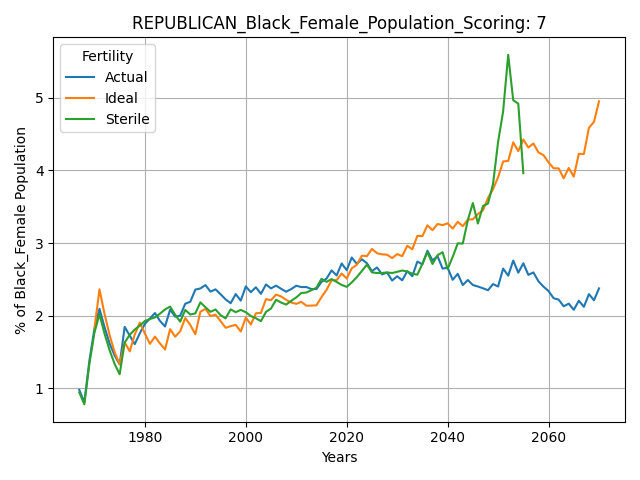 REPUBLICAN_Black_Female_Population_Scoring: 7
Fertility
Actual
Ideal
Sterile
% of Black_Female Population
5
4
3
2
1
1980
2000
2020
2040
2060
Years